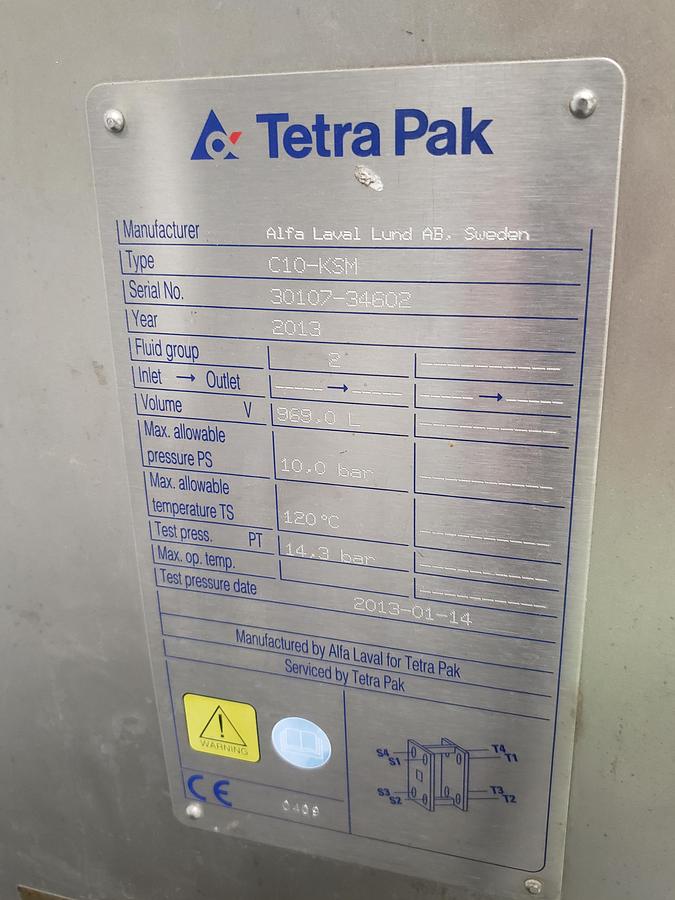 Tetra Pak
Manufacturer Alfa Laval Lund AB, Sweden
Type C10-KSM
Serial No. 30107-34602
Year 2013
Fluid group 2 --------------
Inlet → Outlet ----- → ----- ----- → -----
Volume V 969,0 L --------------
Max. allowable
pressure PS 10,0 bar --------------
Max. allowable
temperature TS 120°C --------------
Test press. PT 14,3 bar --------------
Max. op. temp. --------------
Test pressure date 2013-01-14
Manufactured by Alfa Laval for Tetra Pak
Serviced by Tetra Pak
WARNING
S4 T4
S1 T1
S3 T3
S2 T2
CE 0409